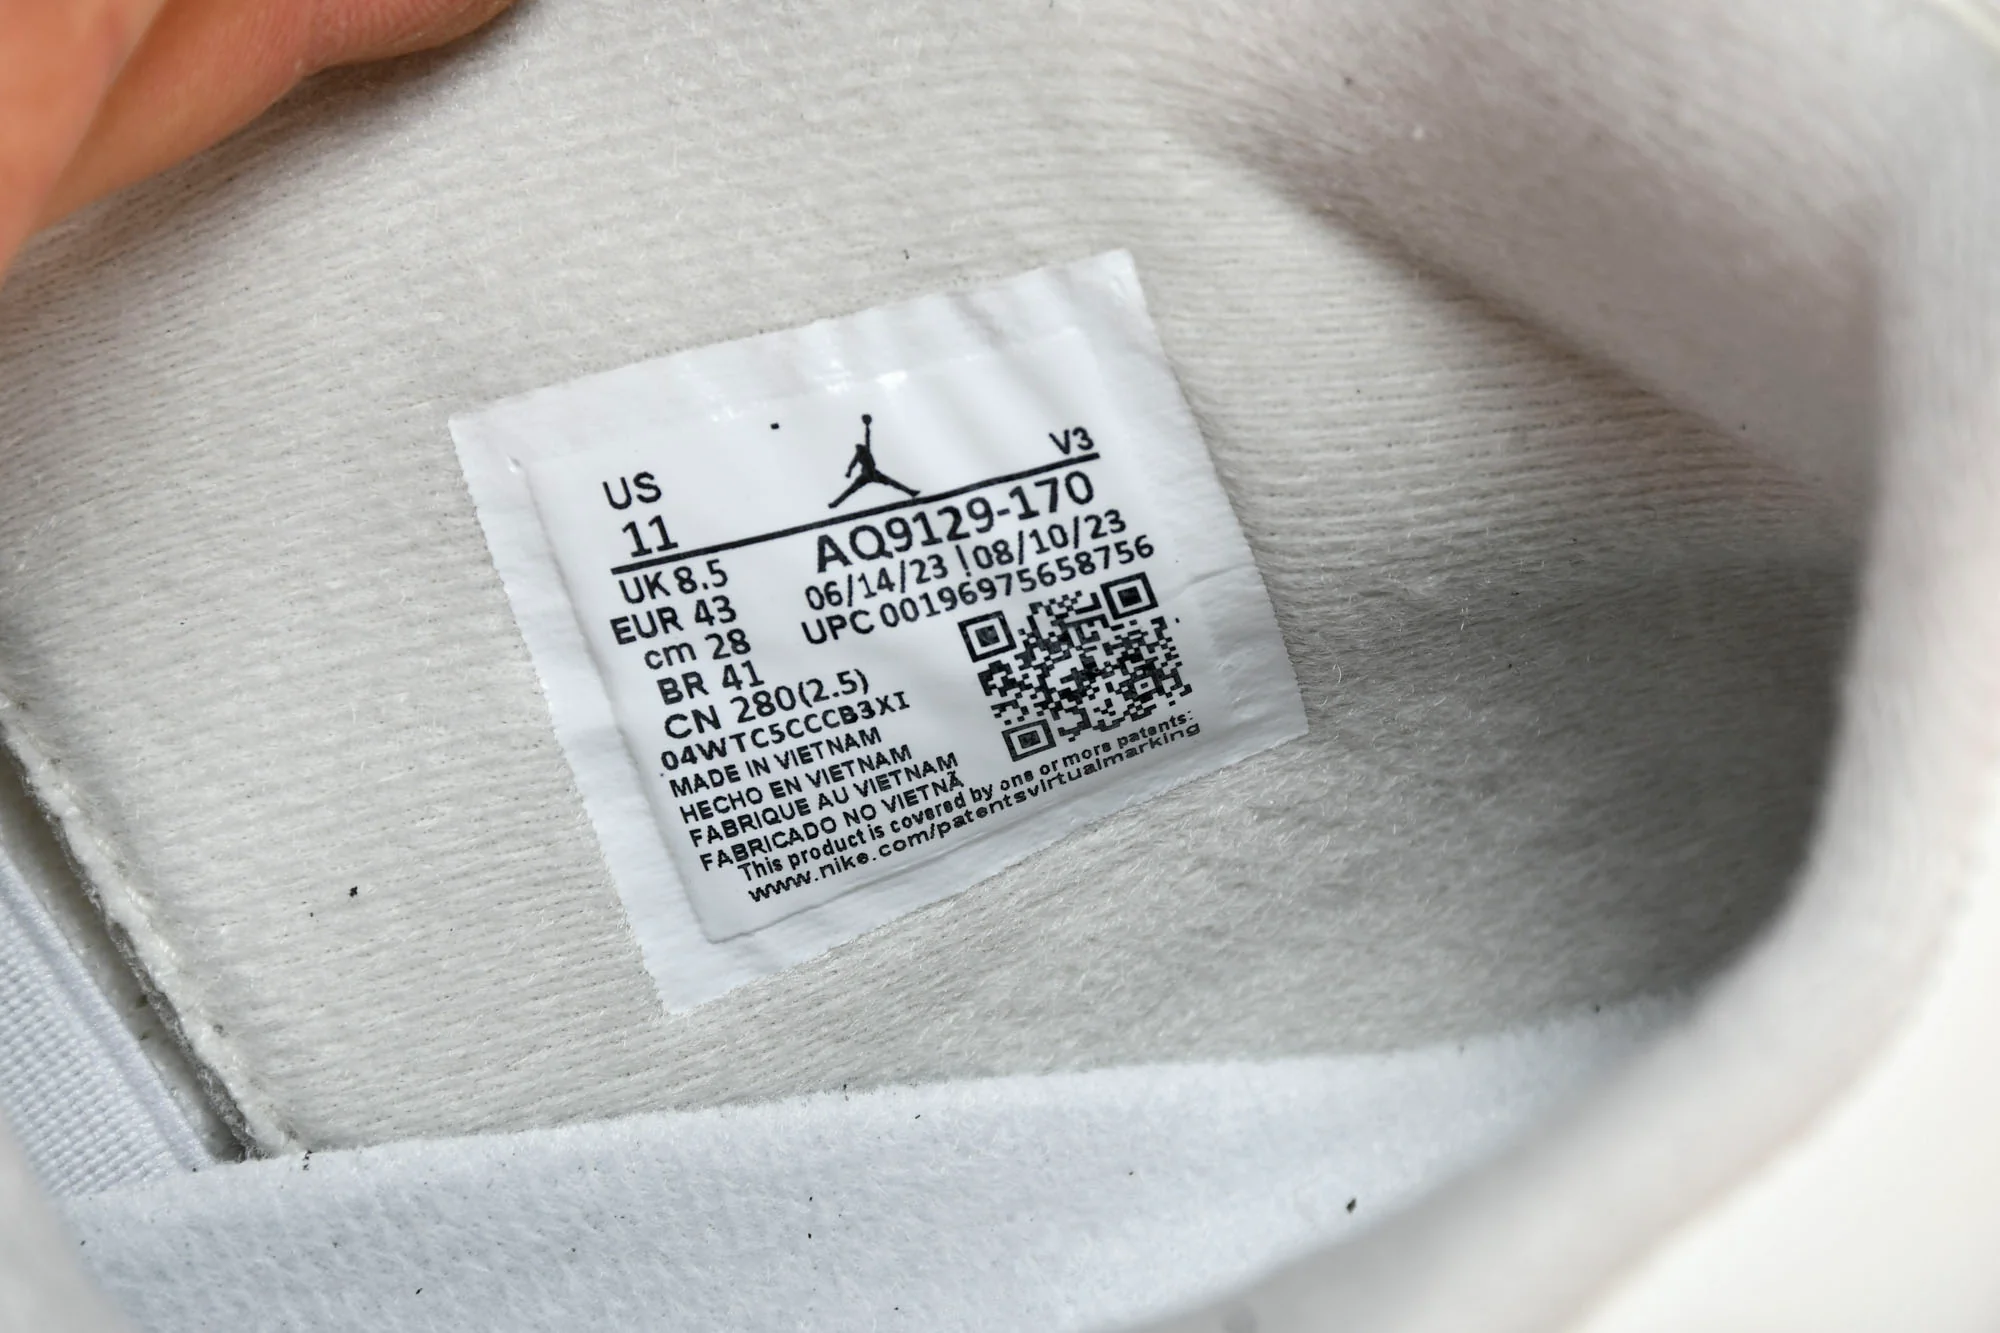 US
11
V3
UK 8.5
EUR 43
cm 28
BR 41
CN 280(2.5)
AQ9129-170
06/14/23 | 08/10/23
UPC 00196975658756
04WTC5CCCB3XI
MADE IN VIETNAM
HECHO EN VIETNAM
FABRIQUE AU VIETNAM
FABRICADO NO VIETNÃ
This product is covered by one or more patents:
www.nike.com/patentsvirtualmarking